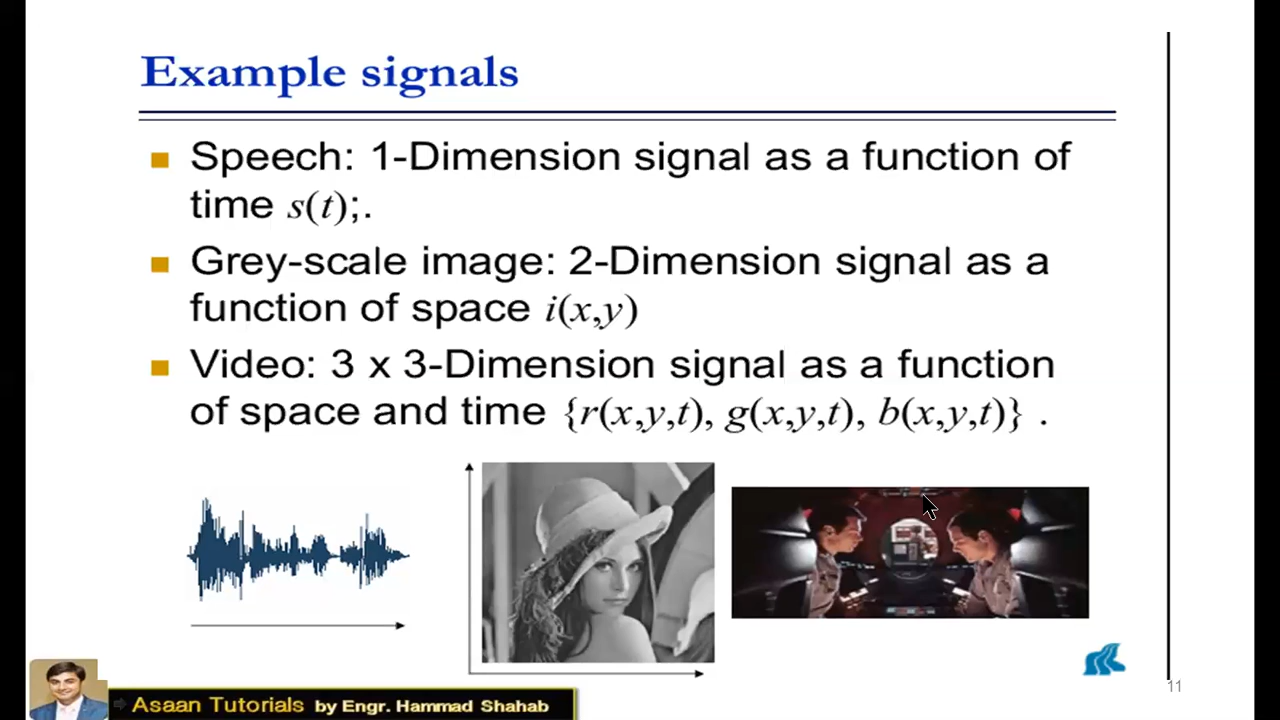 Example signals
Speech: 1-Dimension signal as a function of
time s(t);.
Grey-scale image: 2-Dimension signal as a
function of space i(x,y)
Video: 3 x 3-Dimension signal as a function
of space and time {r(x,y,t), g(x,y,t), b(x,y,t)} .
11
Asaan Tutorials by Engr. Hammad Shahab